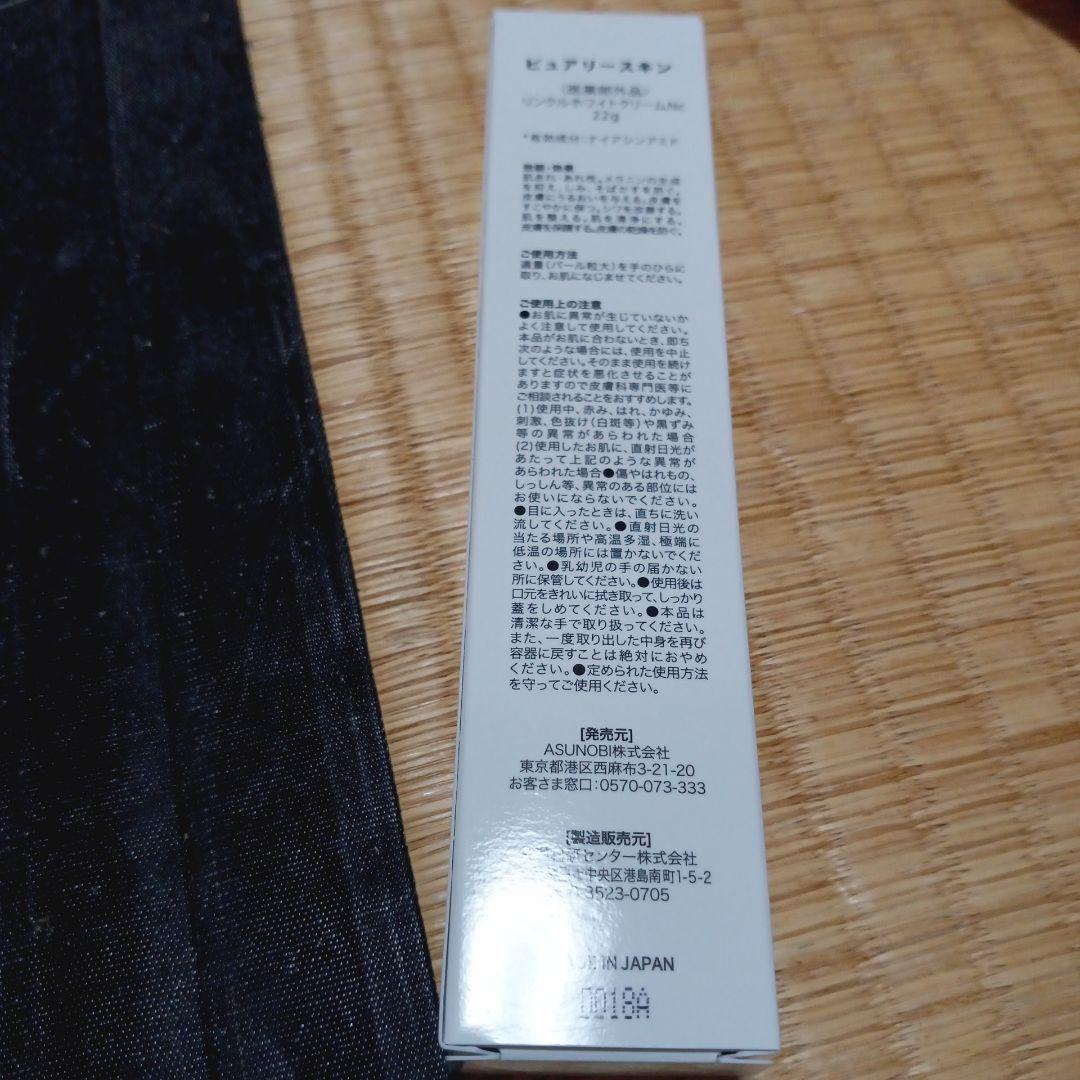 ピュアリースキン
(医薬部外品)
リンクルホワイトクリームNc
22g
*有効成分:ナイアシンアミド
効能・効果
肌あれ。あれ性。メラニンの生成
を抑え、しみ、そばかすを防ぐ。
皮膚にうるおいを与える。皮膚を
すこやかに保つ。シワを改善する。
肌を整える。肌を清浄にする。
皮膚を保護する。皮膚の乾燥を防ぐ。
ご使用方法
適量(パール粒大)を手のひらに
取り、お肌になじませてください。
ご使用上の注意
●お肌に異常が生じていないか
よく注意して使用してください。
本品がお肌に合わないとき、即ち
次のような場合には、使用を中止
してください。そのまま使用を続け
ますと症状を悪化させることが
ありますので皮膚科専門医等に
ご相談されることをおすすめします。
(1)使用中、赤み、はれ、かゆみ、
刺激、色抜け(白斑等)や黒ずみ
等の異常があらわれた場合
(2)使用したお肌に、直射日光が
あたって上記のような異常が
あらわれた場合●傷やはれもの、
しっしん等、異常のある部位には
お使いにならないでください。
●目に入ったときは、直ちに洗い
流してください。●直射日光の
当たる場所や高温多湿、極端に
低温の場所には置かないでくだ
さい。●乳幼児の手の届かない
所に保管してください。●使用後は
口元をきれいに拭き取って、しっかり
蓋をしめてください。●本品は
清潔な手で取り扱ってください。
また、一度取り出した中身を再び
容器に戻すことは絶対におやめ
ください。●定められた使用方法
を守ってご使用ください。
[発売元]
ASUNOBI株式会社
東京都港区西麻布3-21-20
お客さま窓口:0570-073-333
[製造販売元]
センター株式会社
中央区港島南町1-5-2
3523-0705
MADE IN JAPAN
0018A